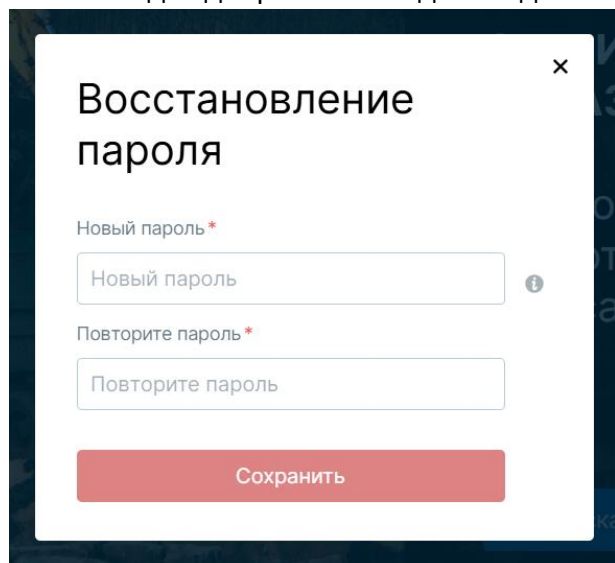 ×
Восстановление
пароля
Новый пароль*
Новый пароль
Повторите пароль*
Повторите пароль
Сохранить